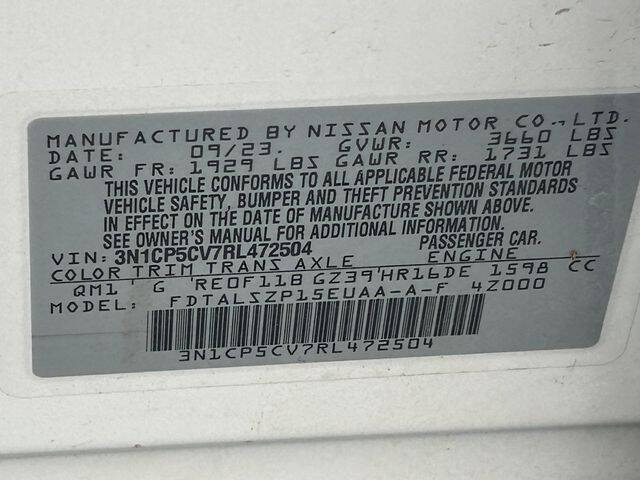 MANUFACTURED BY NISSAN MOTOR CO., LTD.
DATE: 09/23. GVWR: 3660 LBS
GAWR FR: 1929 LBS GAWR RR: 1731 LBS
THIS VEHICLE CONFORMS TO ALL APPLICABLE FEDERAL MOTOR
VEHICLE SAFETY, BUMPER AND THEFT PREVENTION STANDARDS
IN EFFECT ON THE DATE OF MANUFACTURE SHOWN ABOVE.
SEE OWNER'S MANUAL FOR ADDITIONAL INFORMATION.
VIN: 3N1CP5CV7RL472504 PASSENGER CAR.
COLOR TRIM TRANS AXLE ENGINE
QM1 G 'RE0F11B GZ39'HR16DE 1598 CC
MODEL: FDTALSZP15EUAA-A-F 4Z000
3N1CP5CV7RL472504